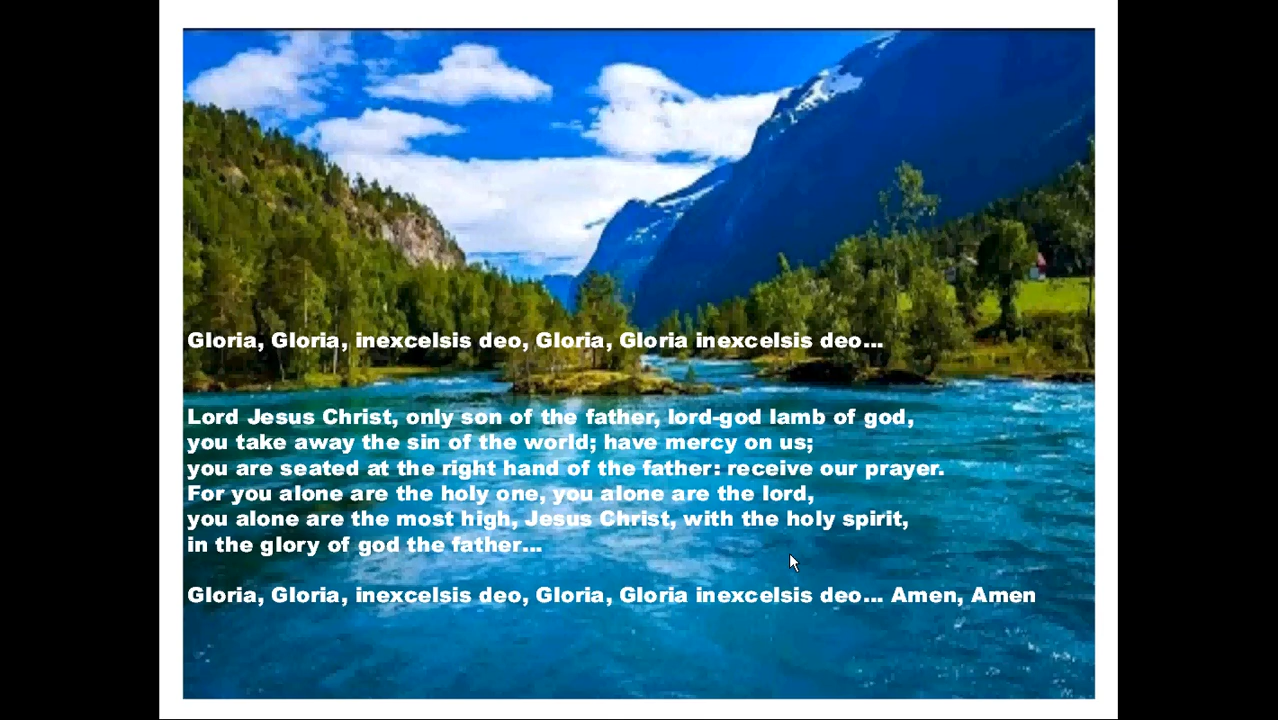 Gloria, Gloria, inexcelsis deo, Gloria, Gloria inexcelsis deo...
Lord Jesus Christ, only son of the father, lord-god lamb of god,
you take away the sin of the world; have mercy on us;
you are seated at the right hand of the father: receive our prayer.
For you alone are the holy one, you alone are the lord,
you alone are the most high, Jesus Christ, with the holy spirit,
in the glory of god the father...
Gloria, Gloria, inexcelsis deo, Gloria, Gloria inexcelsis deo... Amen, Amen